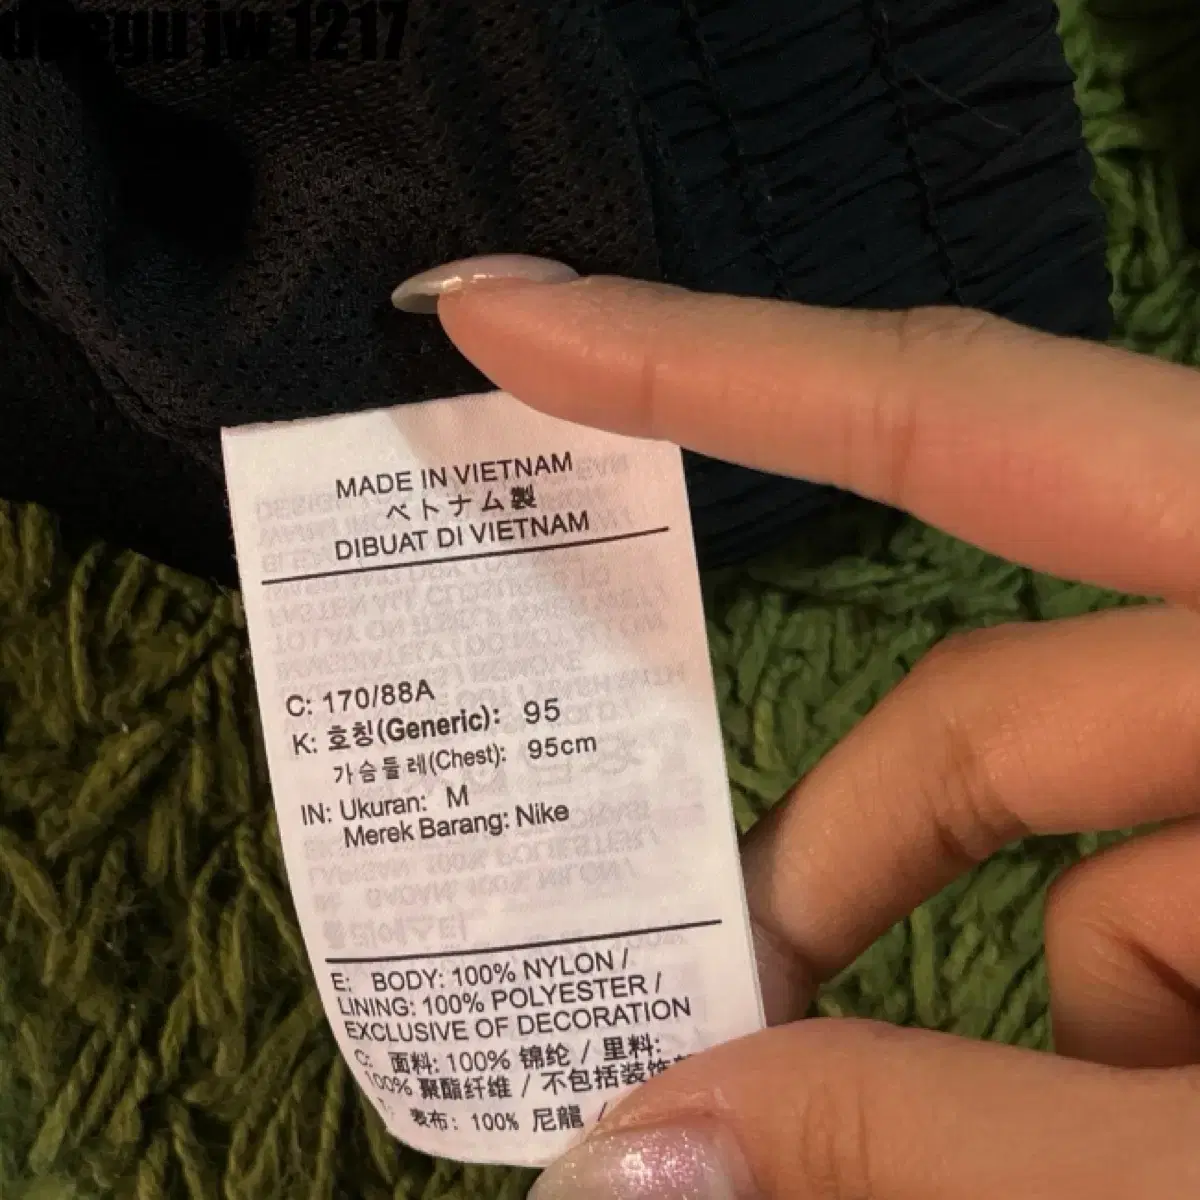 daegu jw 1217
MADE IN VIETNAM
ベトナム製
DIBUAT DI VIETNAM
C: 170/88A
K: 호칭(Generic): 95
가슴둘레(Chest): 95cm
IN: Ukuran: M
Merek Barang: Nike
E: BODY: 100% NYLON /
LINING: 100% POLYESTER /
EXCLUSIVE OF DECORATION
C: 面料: 100% 锦纶 / 里料:
100% 聚酯纤维 / 不包括装饰
表布: 100% 尼龍 /